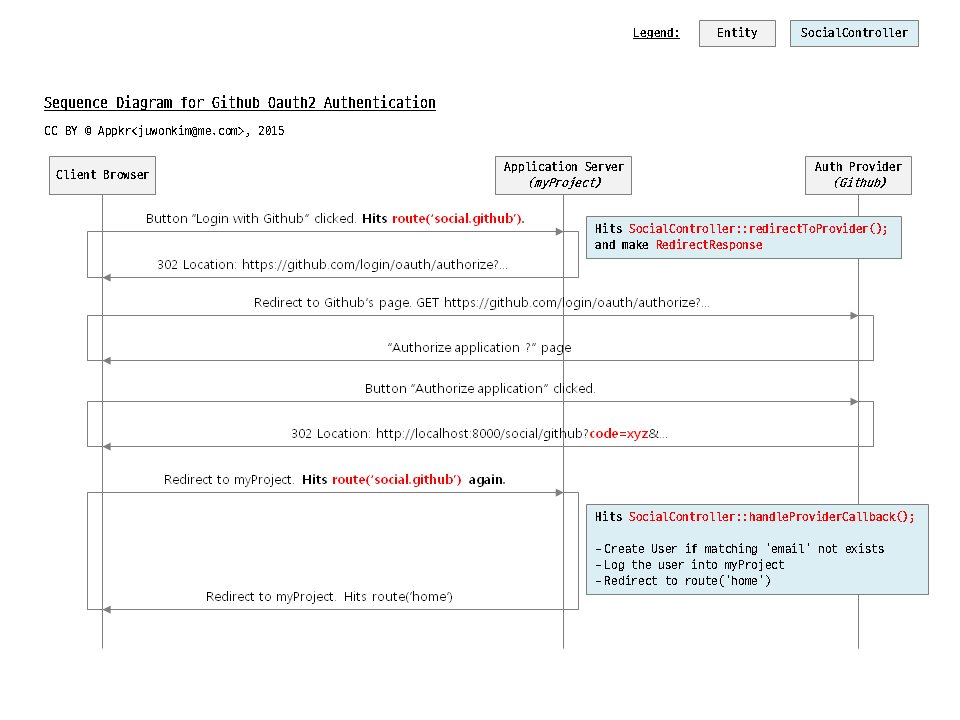 Legend:
Entity
SocialController
Sequence Diagram for Github Oauth2 Authentication
CC BY © Appkr<juwonkim@me.com>, 2015
Client Browser
Application Server
(myProject)
Auth Provider
(Github)
Button “Login with Github” clicked. Hits route(‘social.github’).
Hits SocialController::redirectToProvider();
and make RedirectResponse
302 Location: https://github.com/login/oauth/authorize?...
Redirect to Github’s page. GET https://github.com/login/oauth/authorize?...
“Authorize application ?” page
Button “Authorize application” clicked.
302 Location: http://localhost:8000/social/github?code=xyz&...
Redirect to myProject. Hits route(‘social.github’) again.
Hits SocialController::handleProviderCallback();
-Create User if matching ‘email’ not exists
-Log the user into myProject
-Redirect to route(‘home’)
Redirect to myProject. Hits route(‘home’)